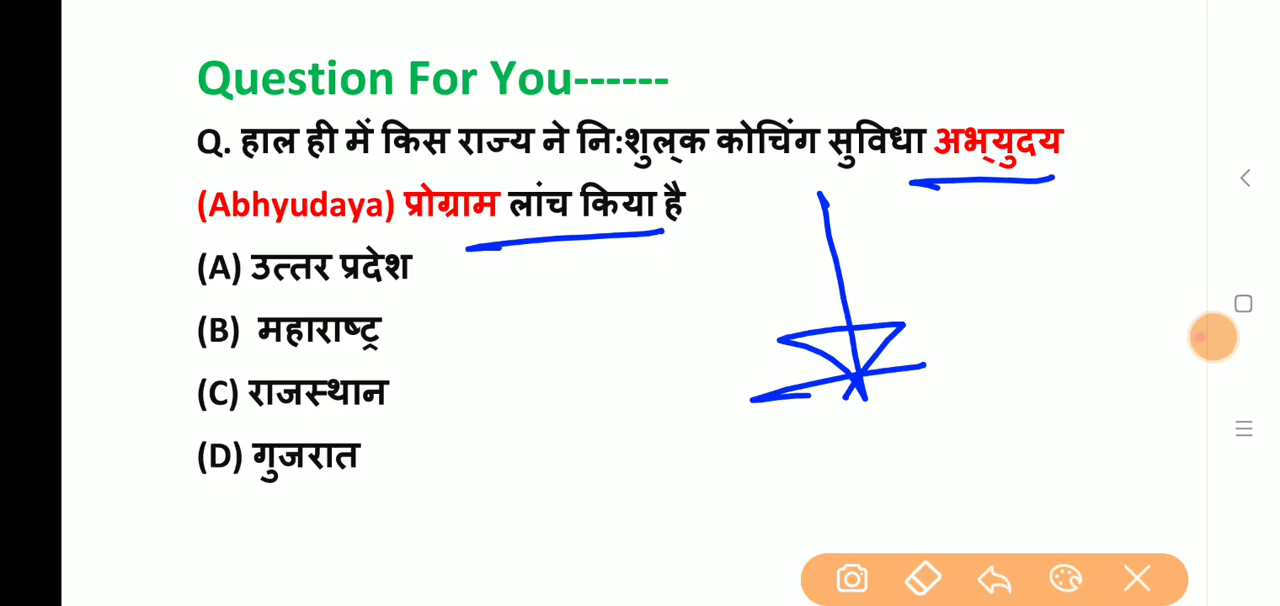 Question For You------
Q. हाल ही में किस राज्य ने नि:शुल्क कोचिंग सुविधा अभ्युदय
(Abhyudaya) प्रोग्राम लांच किया है
(A) उत्तर प्रदेश
(B) महाराष्ट्र
(C) राजस्थान
(D) गुजरात